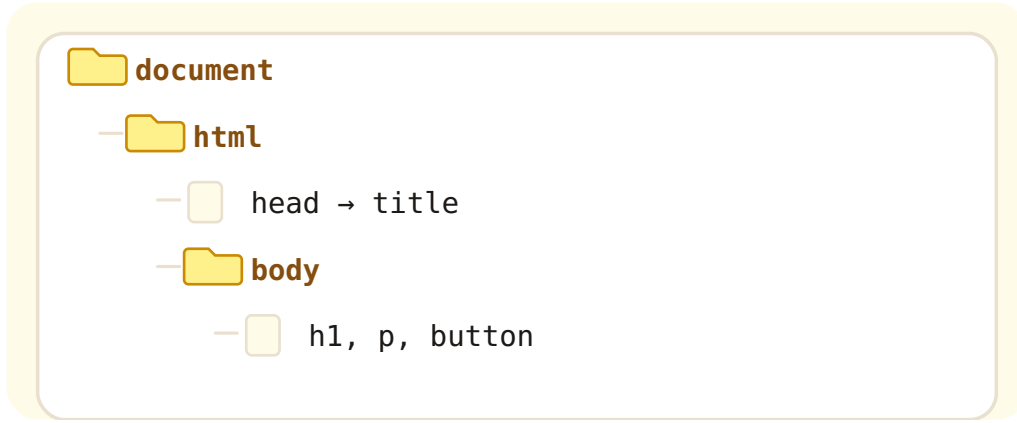 document
html
head → title
body
h1, p, button